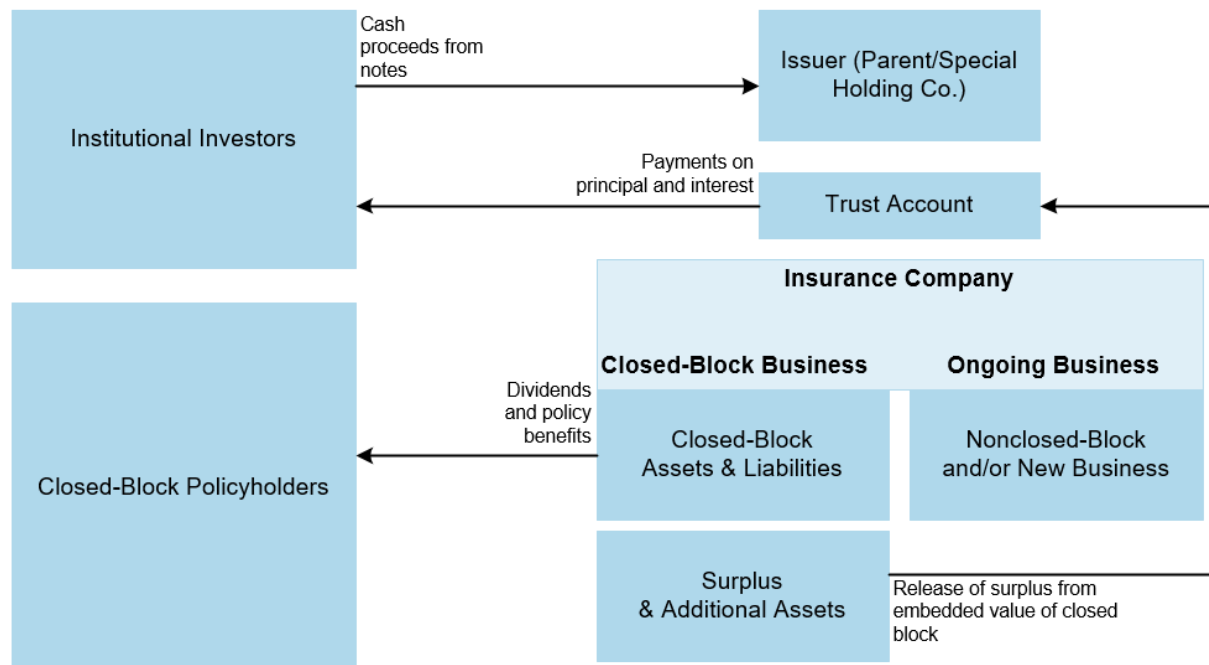 Cash
proceeds from
notes
Issuer (Parent/Special
Holding Co.)
Institutional Investors
Payments on
principal and interest
Trust Account
Insurance Company
Closed-Block Business
Ongoing Business
Dividends
and policy
benefits
Closed-Block
Assets & Liabilities
Nonclosed-Block
and/or New Business
Closed-Block Policyholders
Surplus
& Additional Assets
Release of surplus from
embedded value of closed
block